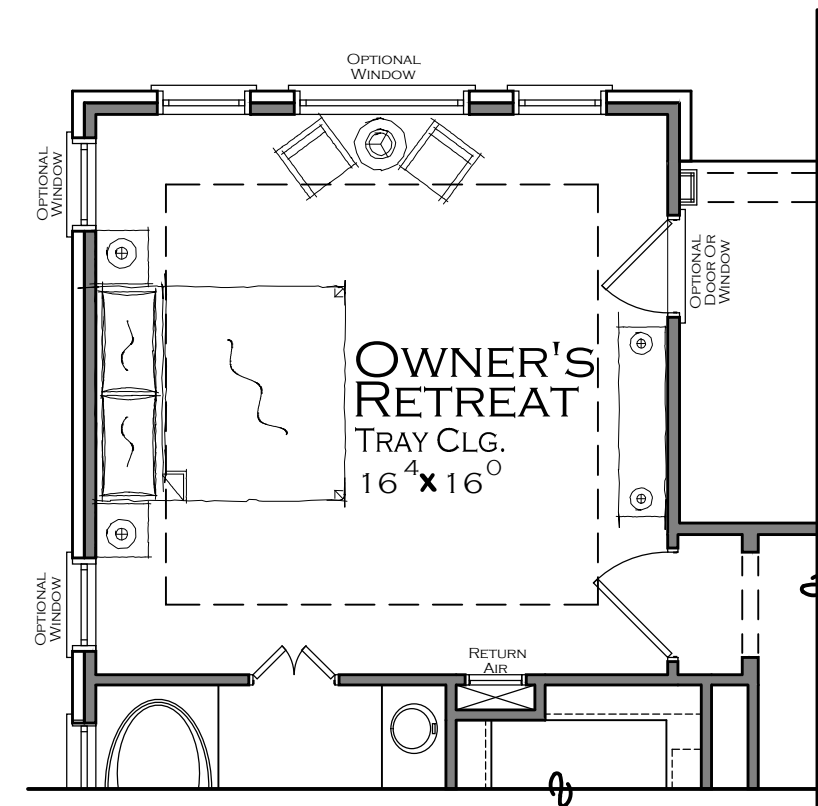 OPTIONAL
WINDOW
OPTIONAL
WINDOW
OPTIONAL
DOOR OR
WINDOW
OWNER'S
RETREAT
TRAY CLG.
16⁴ x 16⁰
OPTIONAL
WINDOW
RETURN
AIR